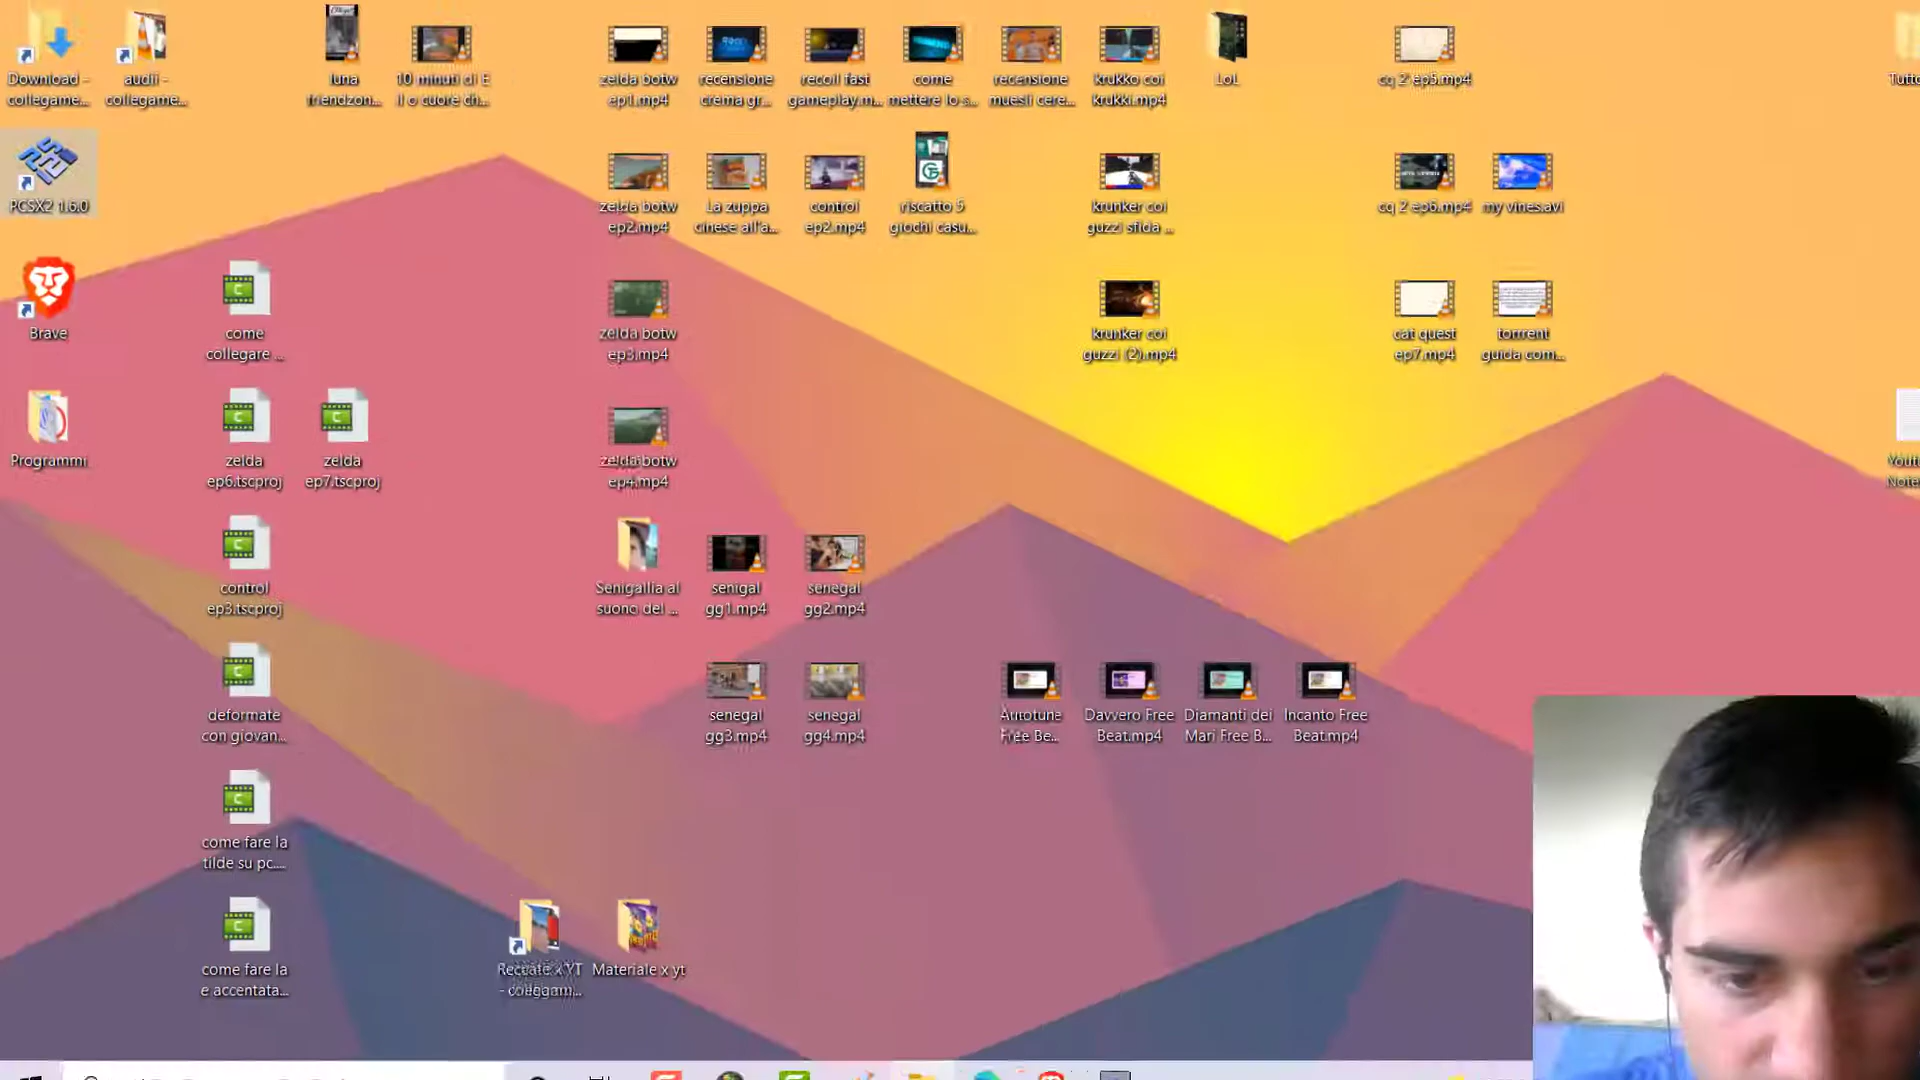 Download -
collegame...
audii -
collegame...
luna
friendzon...
10 minuti di E
il o cuore ch...
zelda botw
ep1.mp4
recensione
crema gr...
recoil fast
gameplay.m...
come
mettere lo s...
recensione
muesli cere...
krukko coi
krukki.mp4
LoL
cq 2 ep5.mp4
Tutto
PCSX2 1.6.0
zelda botw
ep2.mp4
La zuppa
cinese all'a...
control
ep2.mp4
riscatto 5
giochi casu...
krunker coi
guzzi sfida ...
cq 2 ep6.mp4
my vines.avi
Brave
come
collegare ...
zelda botw
ep3.mp4
krunker coi
guzzi (2).mp4
cat quest
ep7.mp4
torrrent
guida com...
Programmi
zelda
ep6.tscproj
zelda
ep7.tscproj
zelda botw
ep4.mp4
Yout
Note
control
ep3.tscproj
Senigallia al
suono del ...
senigal
gg1.mp4
senegal
gg2.mp4
deformate
con giovan...
senegal
gg3.mp4
senegal
gg4.mp4
Autotune
Free Be...
Davvero Free
Beat.mp4
Diamanti dei
Mari Free B...
Incanto Free
Beat.mp4
come fare la
tilde su pc....
come fare la
e accentata...
x YT
- collegam...
Materiale x yt